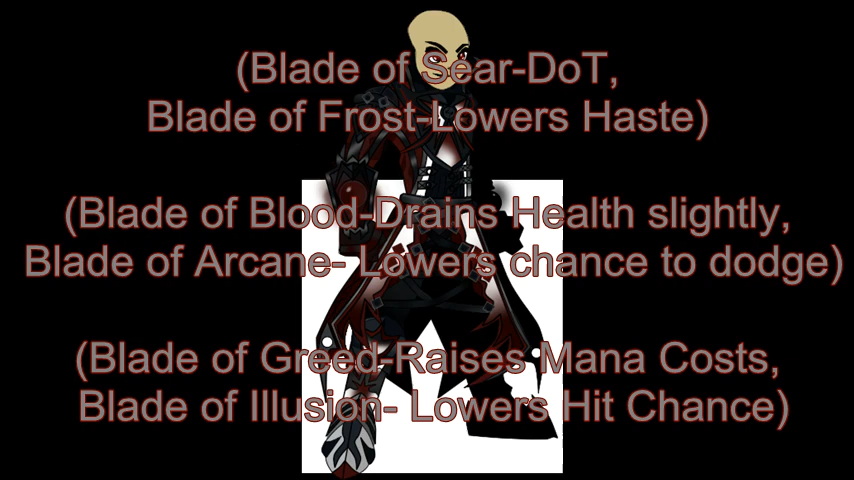 (Blade of Sear-DoT,
Blade of Frost-Lowers Haste)
(Blade of Blood-Drains Health slightly,
Blade of Arcane- Lowers chance to dodge)
(Blade of Greed-Raises Mana Costs,
Blade of Illusion- Lowers Hit Chance)